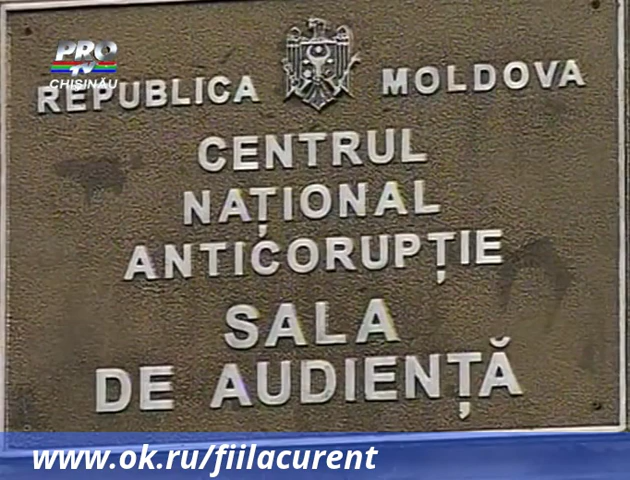 PRO
TV
CHIȘINĂU
REPUBLICA MOLDOVA
CENTRUL
NAȚIONAL
ANTICORUPȚIE
SALA
DE AUDIENȚĂ
www.ok.ru/fiilacurent